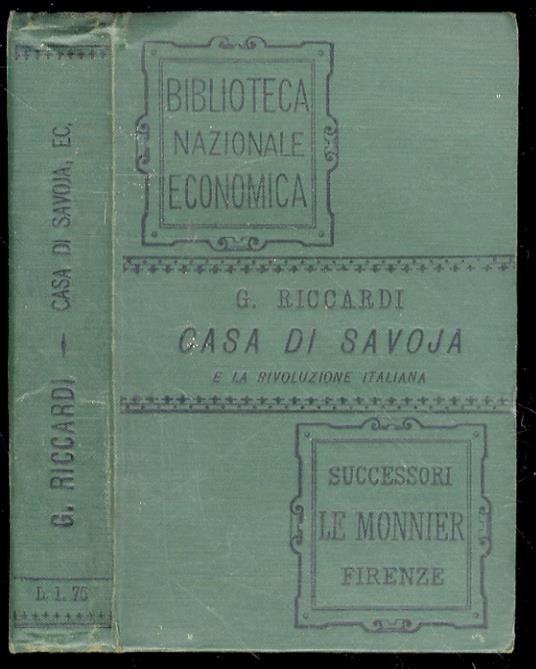 G. RICCARDI — CASA DI SAVOJA, EC.
L. 1. 75
BIBLIOTECA
NAZIONALE
ECONOMICA
G. RICCARDI
CASA DI SAVOJA
E LA RIVOLUZIONE ITALIANA
SUCCESSORI
LE MONNIER
FIRENZE